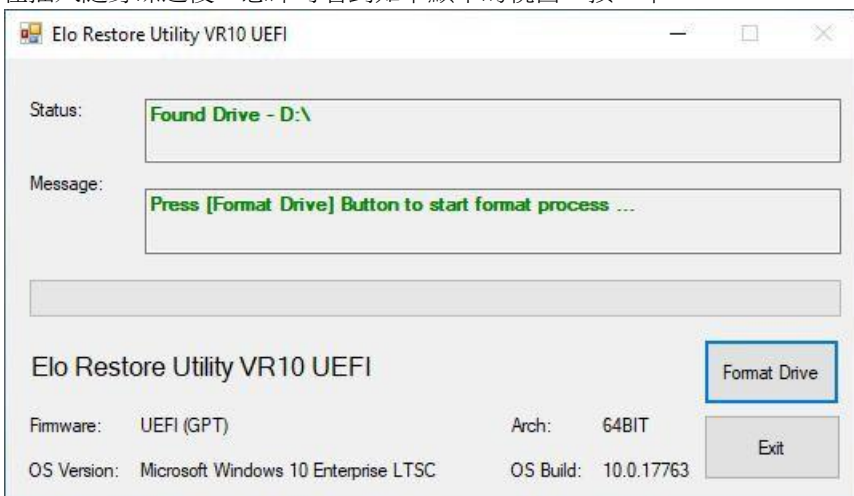 Elo Restore Utility VR10 UEFI
Status:
Found Drive - D:\
Message:
Press [Format Drive] Button to start format process ...
Elo Restore Utility VR10 UEFI
Format Drive
Firmware: UEFI (GPT) Arch: 64BIT
Exit
OS Version: Microsoft Windows 10 Enterprise LTSC OS Build: 10.0.17763